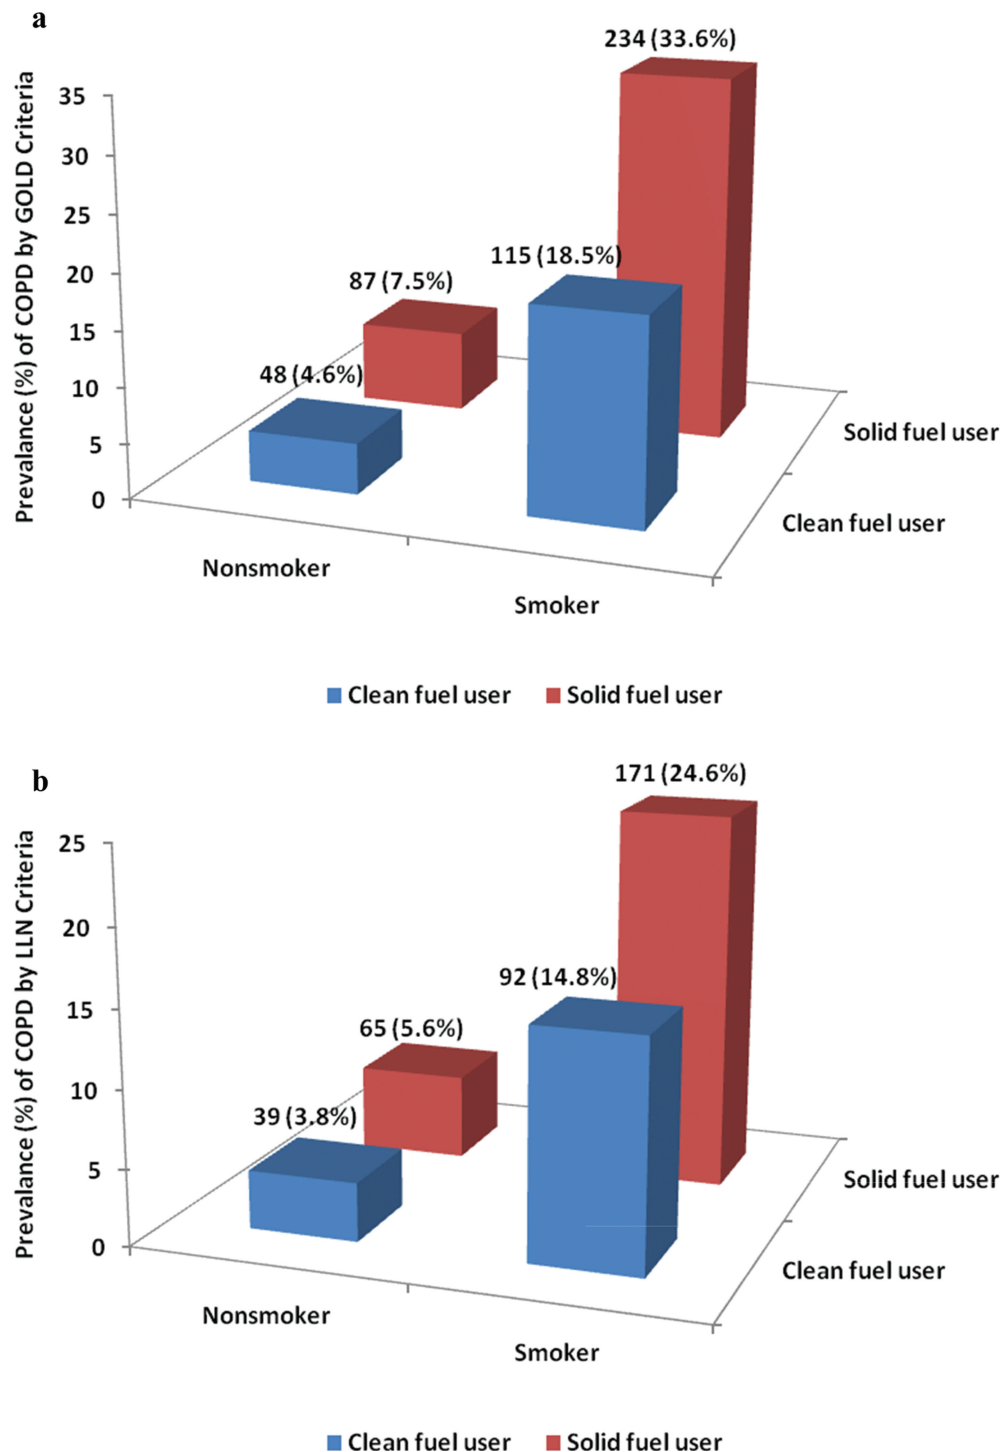 a
234 (33.6%)
Prevalance (%) of COPD by GOLD Criteria
35
30
25
20
15
10
5
0
115 (18.5%)
87 (7.5%)
48 (4.6%)
Solid fuel user
Clean fuel user
Nonsmoker
Smoker
Clean fuel user
Solid fuel user
b
171 (24.6%)
Prevalance (%) of COPD by LLN Criteria
25
20
15
10
5
0
92 (14.8%)
65 (5.6%)
39 (3.8%)
Solid fuel user
Clean fuel user
Nonsmoker
Smoker
Clean fuel user
Solid fuel user